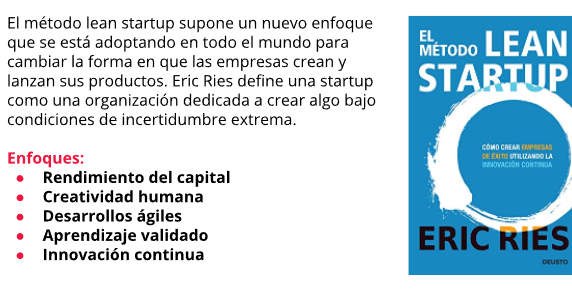 El método lean startup supone un nuevo enfoque
que se está adoptando en todo el mundo para
cambiar la forma en que las empresas crean y
lanzan sus productos. Eric Ries define una startup
como una organización dedicada a crear algo bajo
condiciones de incertidumbre extrema.
Enfoques:
● Rendimiento del capital
● Creatividad humana
● Desarrollos ágiles
● Aprendizaje validado
● Innovación continua
EL
MÉTODO LEAN
STARTUP
CÓMO CREAR EMPRESAS
DE ÉXITO UTILIZANDO LA
INNOVACIÓN CONTINUA
ERIC RIES
DEUSTO